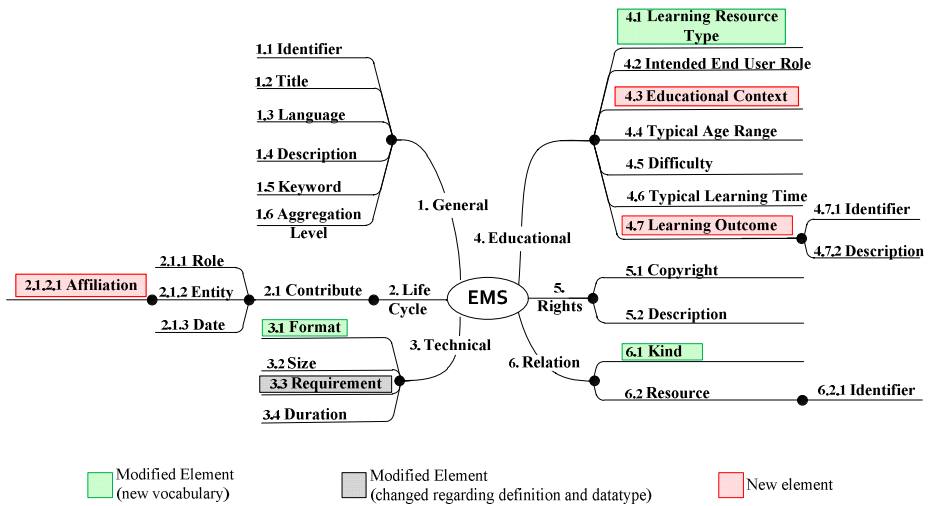 1.1 Identifier
1.2 Title
1.3 Language
1.4 Description
1.5 Keyword
1.6 Aggregation
Level
1. General
2.1.1 Role
2.1.2.1 Affiliation
2.1.2 Entity
2.1.3 Date
2.1 Contribute
2. Life
Cycle
3.1 Format
3.2 Size
3.3 Requirement
3.4 Duration
3. Technical
EMS
4.1 Learning Resource
Type
4.2 Intended End User Role
4.3 Educational Context
4.4 Typical Age Range
4.5 Difficulty
4.6 Typical Learning Time
4.7 Learning Outcome
4.7.1 Identifier
4.7.2 Description
4. Educational
5.
Rights
5.1 Copyright
5.2 Description
6. Relation
6.1 Kind
6.2 Resource
6.2.1 Identifier
Modified Element
(new vocabulary)
Modified Element
(changed regarding definition and datatype)
New element